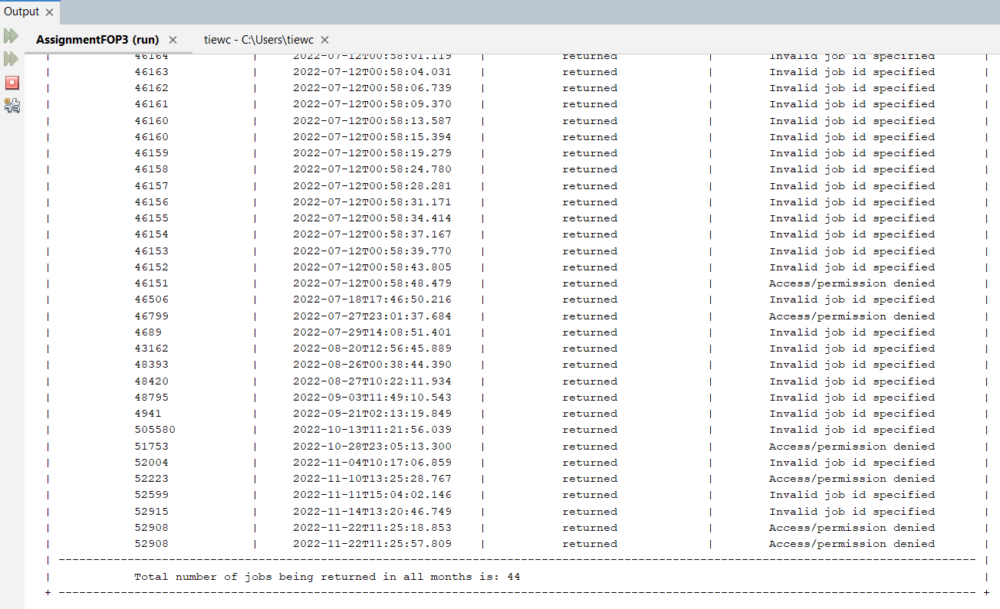 Output
AssignmentFOP3 (run) tiewc - C:\Users\tiewc
| 46164 | 2022-07-12T00:58:01.119 | returned | Invalid job id specified |
| 46163 | 2022-07-12T00:58:04.031 | returned | Invalid job id specified |
| 46162 | 2022-07-12T00:58:06.739 | returned | Invalid job id specified |
| 46161 | 2022-07-12T00:58:09.370 | returned | Invalid job id specified |
| 46160 | 2022-07-12T00:58:13.587 | returned | Invalid job id specified |
| 46160 | 2022-07-12T00:58:15.394 | returned | Invalid job id specified |
| 46159 | 2022-07-12T00:58:19.279 | returned | Invalid job id specified |
| 46158 | 2022-07-12T00:58:24.780 | returned | Invalid job id specified |
| 46157 | 2022-07-12T00:58:28.281 | returned | Invalid job id specified |
| 46156 | 2022-07-12T00:58:31.171 | returned | Invalid job id specified |
| 46155 | 2022-07-12T00:58:34.414 | returned | Invalid job id specified |
| 46154 | 2022-07-12T00:58:37.167 | returned | Invalid job id specified |
| 46153 | 2022-07-12T00:58:39.770 | returned | Invalid job id specified |
| 46152 | 2022-07-12T00:58:43.805 | returned | Invalid job id specified |
| 46151 | 2022-07-12T00:58:48.479 | returned | Access/permission denied |
| 46506 | 2022-07-18T17:46:50.216 | returned | Invalid job id specified |
| 46799 | 2022-07-27T23:01:37.684 | returned | Access/permission denied |
| 4689 | 2022-07-29T14:08:51.401 | returned | Invalid job id specified |
| 43162 | 2022-08-20T12:56:45.889 | returned | Invalid job id specified |
| 48393 | 2022-08-26T00:38:44.390 | returned | Invalid job id specified |
| 48420 | 2022-08-27T10:22:11.934 | returned | Invalid job id specified |
| 48795 | 2022-09-03T11:49:10.543 | returned | Invalid job id specified |
| 4941 | 2022-09-21T02:13:19.849 | returned | Invalid job id specified |
| 505580 | 2022-10-13T11:21:56.039 | returned | Invalid job id specified |
| 51753 | 2022-10-28T23:05:13.300 | returned | Access/permission denied |
| 52004 | 2022-11-04T10:17:06.859 | returned | Invalid job id specified |
| 52223 | 2022-11-10T13:25:28.767 | returned | Access/permission denied |
| 52599 | 2022-11-11T15:04:02.146 | returned | Invalid job id specified |
| 52915 | 2022-11-14T13:20:46.749 | returned | Invalid job id specified |
| 52908 | 2022-11-22T11:25:18.853 | returned | Access/permission denied |
| 52908 | 2022-11-22T11:25:57.809 | returned | Access/permission denied |
| ------------------------------------------------------------------------------------------------------------------------------------- |
| Total number of jobs being returned in all months is: 44 |
+ ------------------------------------------------------------------------------------------------------------------------------------- +